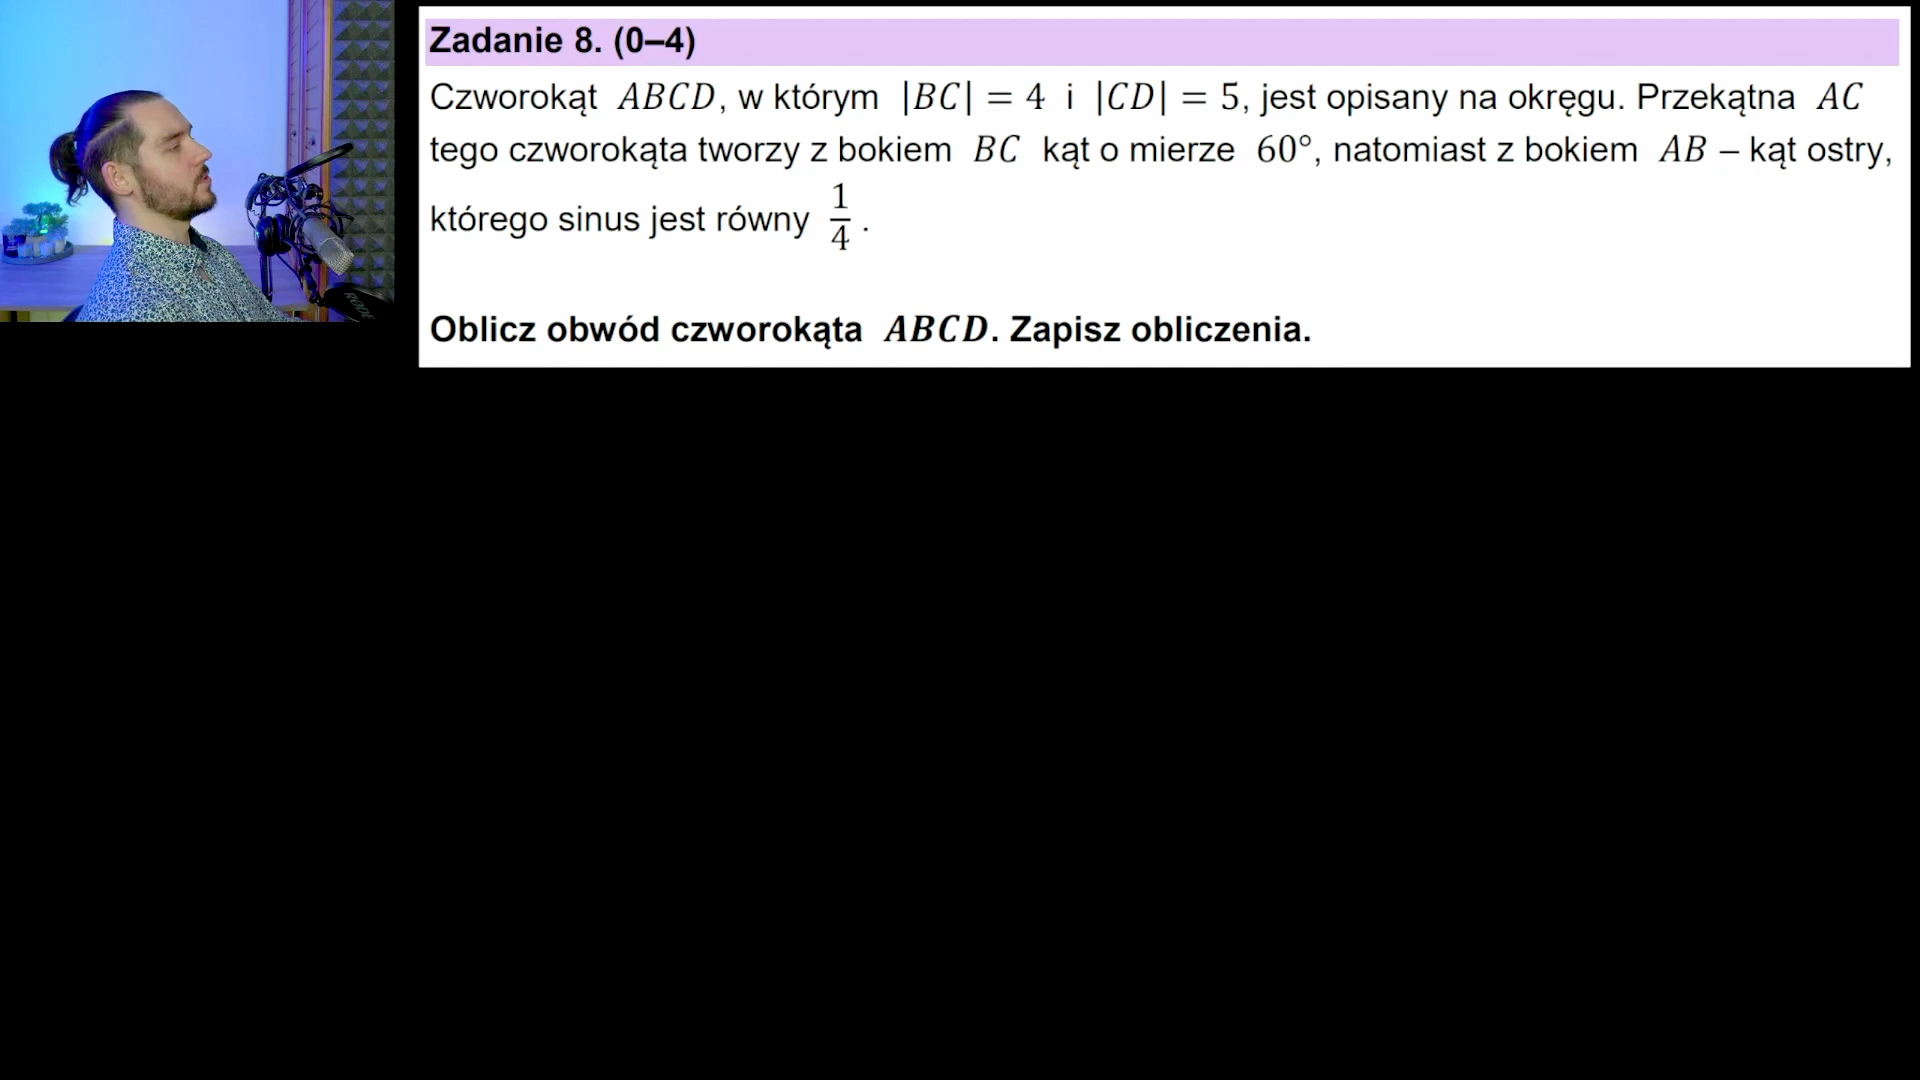 Zadanie 8. (0–4)
Czworokąt ABCD, w którym |BC| = 4 i |CD| = 5, jest opisany na okręgu. Przekątna AC
tego czworokąta tworzy z bokiem BC kąt o mierze 60°, natomiast z bokiem AB – kąt ostry,
którego sinus jest równy 1/4.
Oblicz obwód czworokąta ABCD. Zapisz obliczenia.
RODE